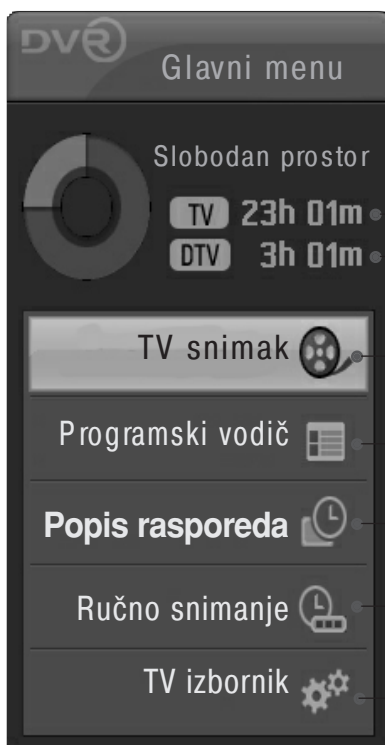 DVR
Glavni menu
Slobodan prostor
TV 23h 01m
DTV 3h 01m
TV snimak
Programski vodič
Popis rasporeda
Ručno snimanje
TV izbornik